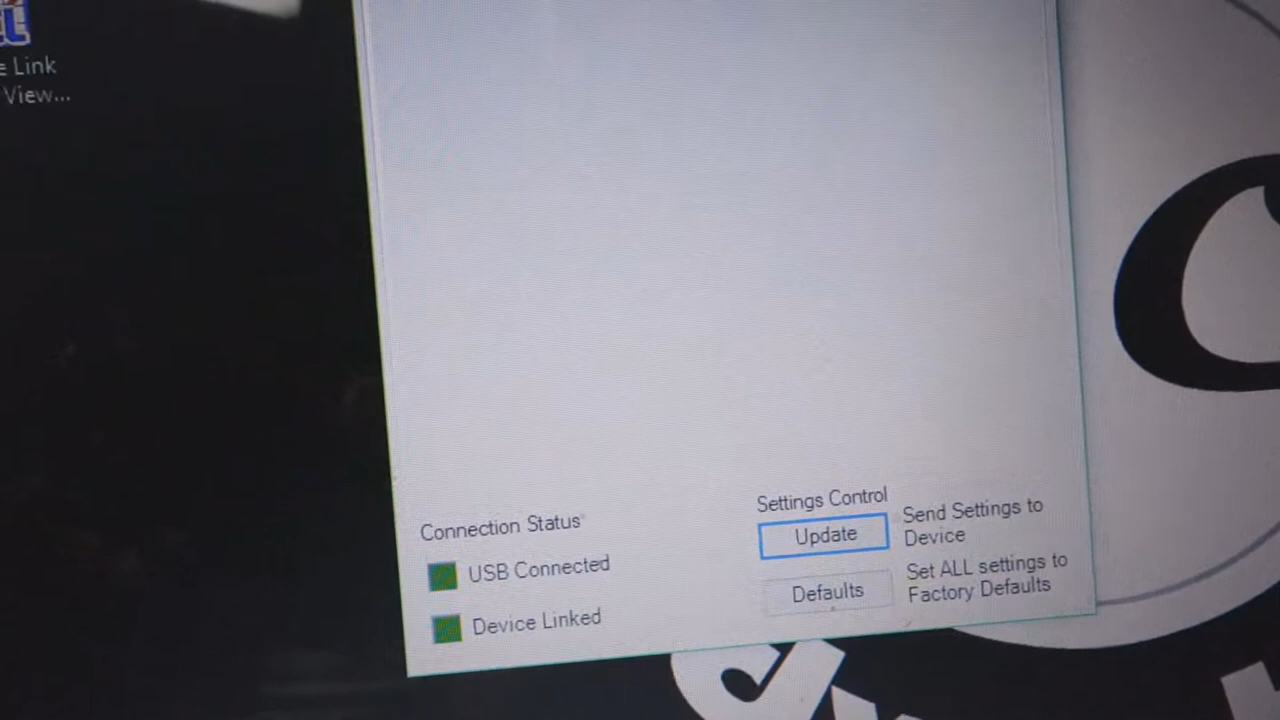 Link
View...
Connection Status
USB Connected
Device Linked
Settings Control
Update
Send Settings to
Device
Defaults
Set ALL settings to
Factory Defaults